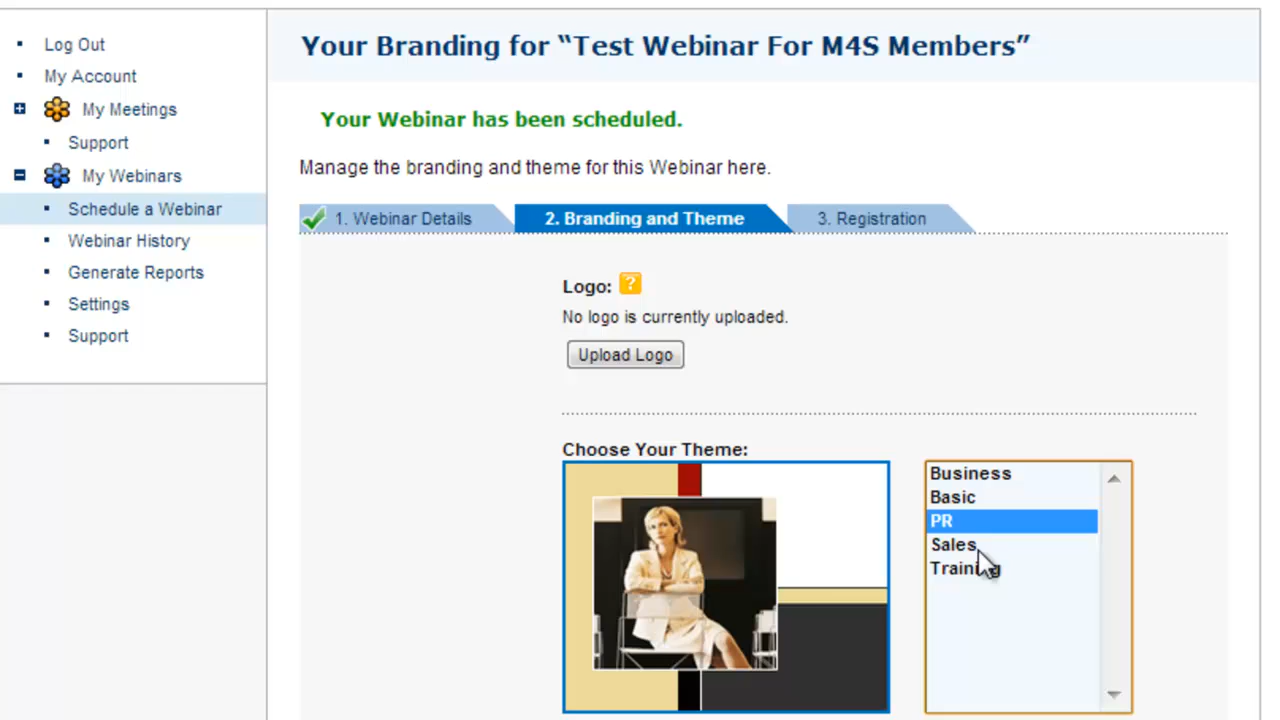 Log Out
My Account
My Meetings
Support
My Webinars
Schedule a Webinar
Webinar History
Generate Reports
Settings
Support
Your Branding for “Test Webinar For M4S Members”
Your Webinar has been scheduled.
Manage the branding and theme for this Webinar here.
1. Webinar Details
2. Branding and Theme
3. Registration
Logo: ?
No logo is currently uploaded.
Upload Logo
Choose Your Theme:
Business
Basic
PR
Sales
Training